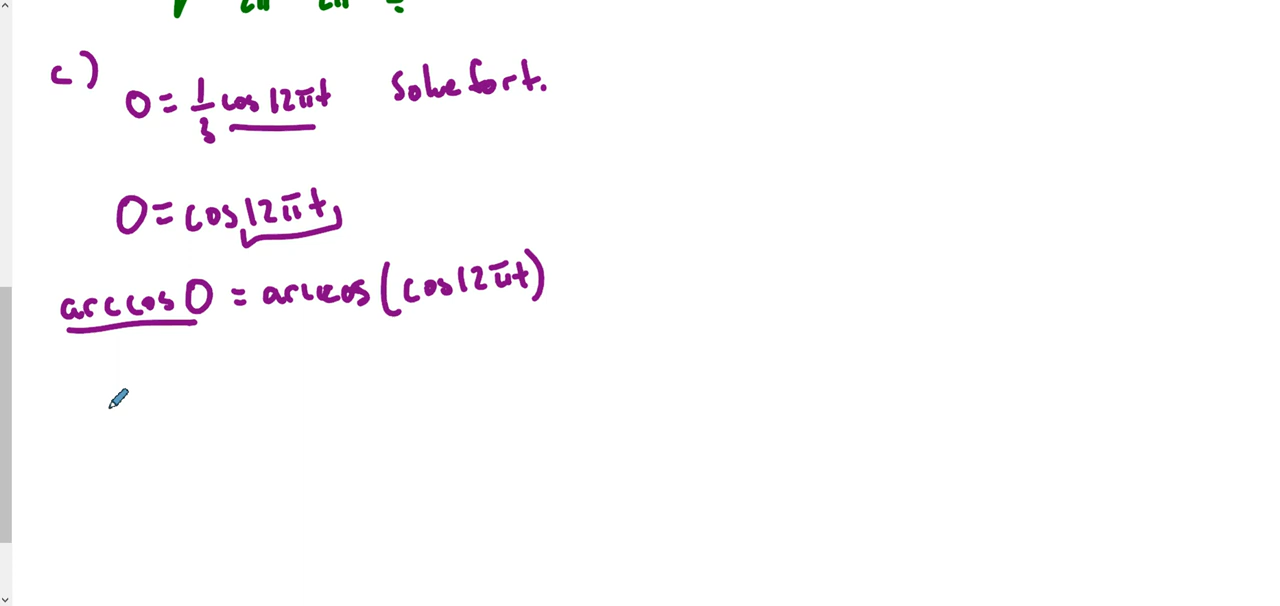 c)
0 = 1/3 cos 12πt    Solve for t.
0 = cos 12πt
arccos 0 = arccos (cos 12πt)